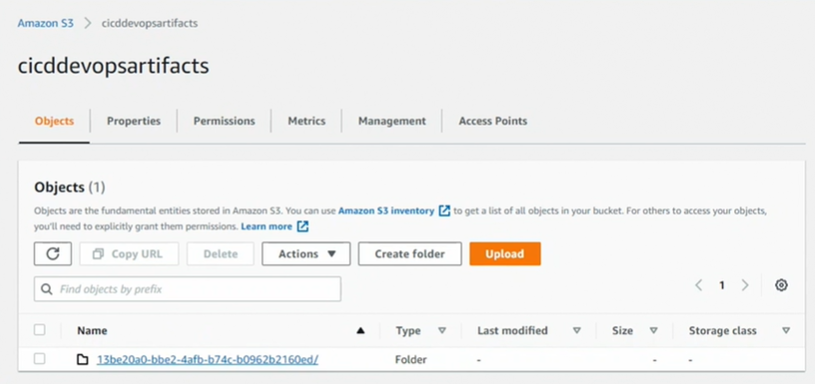 Amazon S3 > cicddevopsartifacts
cicddevopsartifacts
Objects Properties Permissions Metrics Management Access Points
Objects (1)
Objects are the fundamental entities stored in Amazon S3. You can use Amazon S3 inventory to get a list of all objects in your bucket. For others to access your objects,
you'll need to explicitly grant them permissions. Learn more
Copy URL Delete Actions Create folder Upload
Find objects by prefix 1
Name Type Last modified Size Storage class
13be20a0-bbe2-4afb-b74c-b0962b2160ed/ Folder - - -